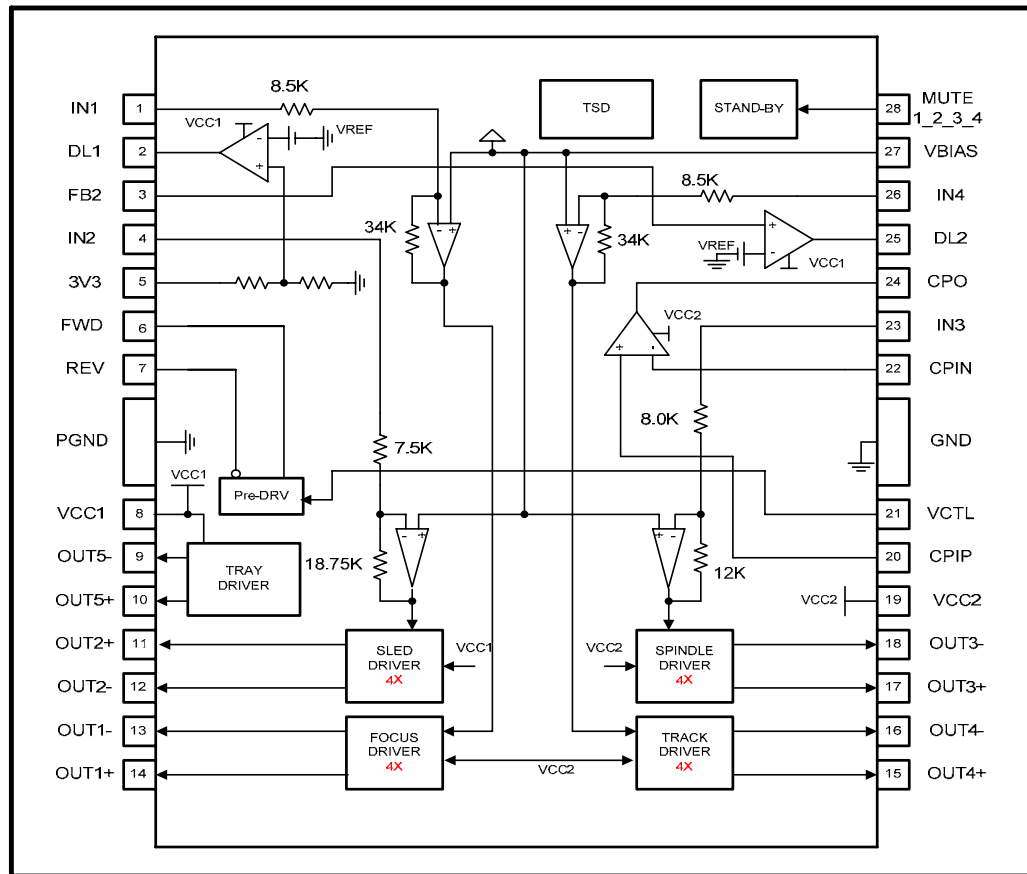 8.5K
TSD
STAND-BY
IN1
1
28
MUTE
1_2_3_4
VCC1
VREF
DL1
2
27
VBIAS
FB2
3
8.5K
26
IN4
IN2
4
34K
34K
VREF
25
DL2
VCC1
3V3
5
24
CPO
FWD
6
VCC2
23
IN3
REV
7
22
CPIN
8.0K
PGND
7.5K
GND
VCC1
Pre-DRV
VCC1
8
21
VCTL
OUT5-
9
TRAY
DRIVER
18.75K
12K
20
CPIP
OUT5+
10
VCC2
19
VCC2
OUT2+
11
SLED
DRIVER
4X
VCC1
VCC2
SPINDLE
DRIVER
4X
18
OUT3-
OUT2-
12
17
OUT3+
OUT1-
13
FOCUS
DRIVER
4X
VCC2
TRACK
DRIVER
4X
16
OUT4-
OUT1+
14
15
OUT4+